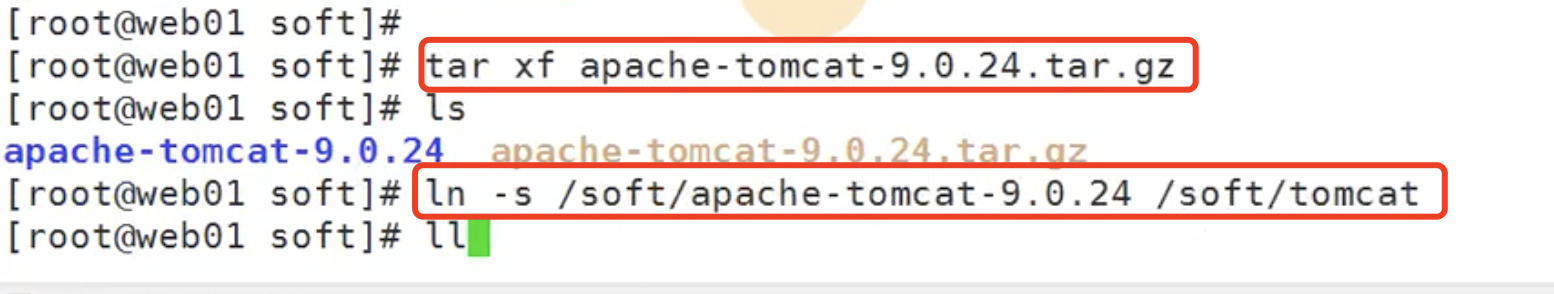 [root@web01 soft]#
[root@web01 soft]# tar xf apache-tomcat-9.0.24.tar.gz
[root@web01 soft]# ls
apache-tomcat-9.0.24  apache-tomcat-9.0.24.tar.gz
[root@web01 soft]# ln -s /soft/apache-tomcat-9.0.24 /soft/tomcat
[root@web01 soft]# ll